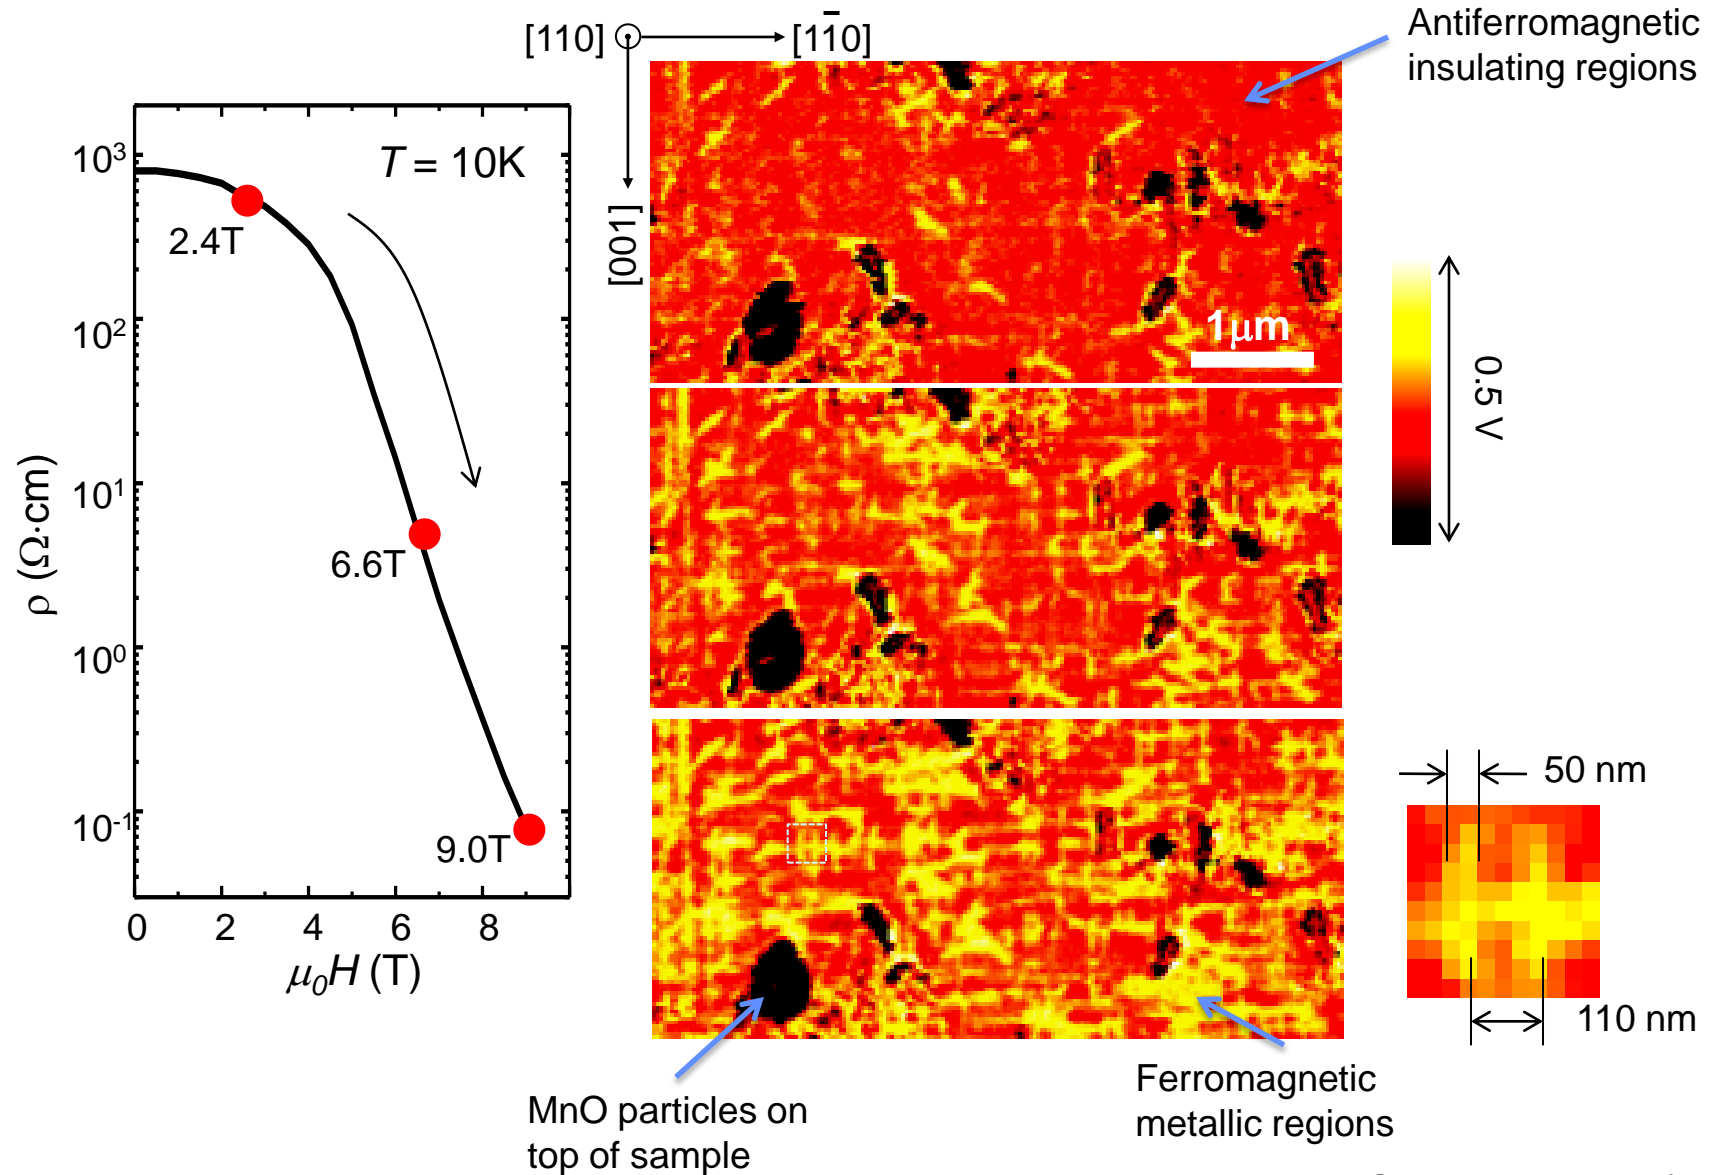 [110]
[11̅0]
Antiferromagnetic
insulating regions
[001]
T = 10K
10³
10²
10¹
10⁰
10⁻¹
ρ (Ω·cm)
2.4T
6.6T
9.0T
0 2 4 6 8
μ₀H (T)
1μm
0.5 V
50 nm
110 nm
MnO particles on
top of sample
Ferromagnetic
metallic regions